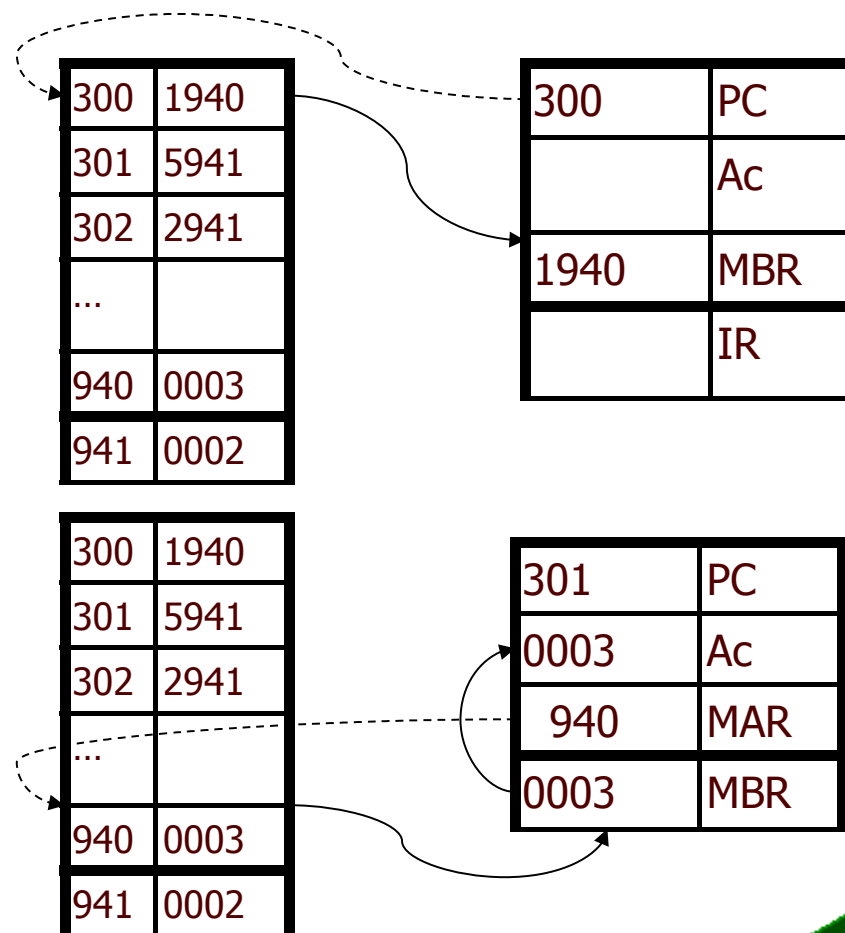 300 1940
301 5941
302 2941
...
940 0003
941 0002
300 PC
Ac
1940 MBR
IR
300 1940
301 5941
302 2941
...
940 0003
941 0002
301 PC
0003 Ac
940 MAR
0003 MBR